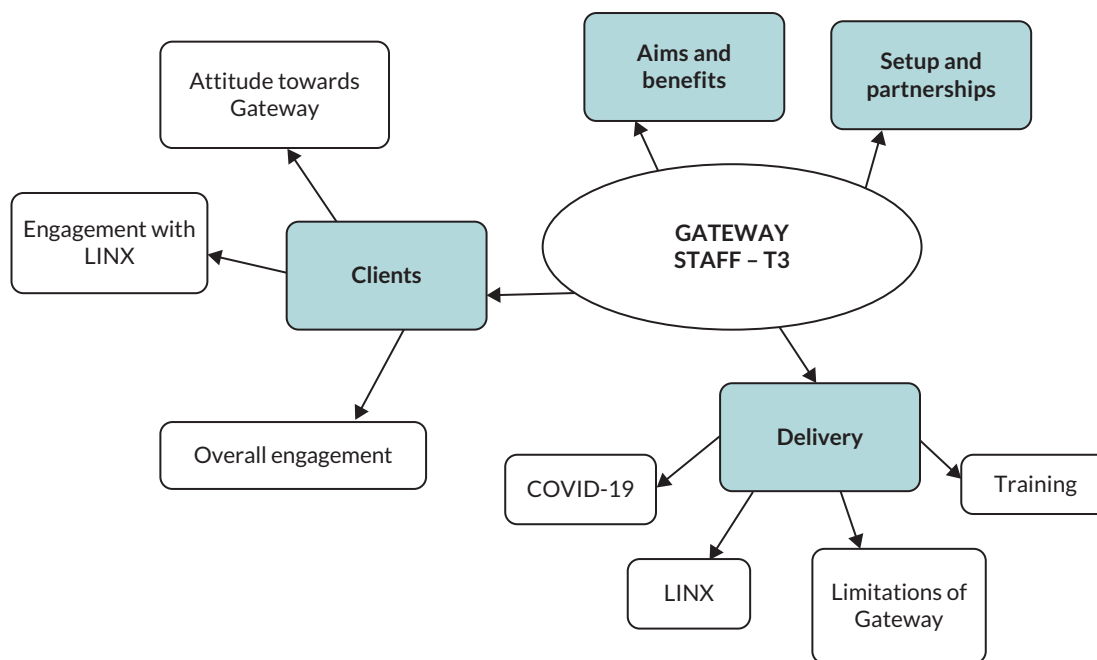 Aims and
benefits
Setup and
partnerships
Attitude towards
Gateway
Engagement with
LINX
Clients
GATEWAY
STAFF – T3
Overall engagement
Delivery
COVID-19
Training
LINX
Limitations of
Gateway